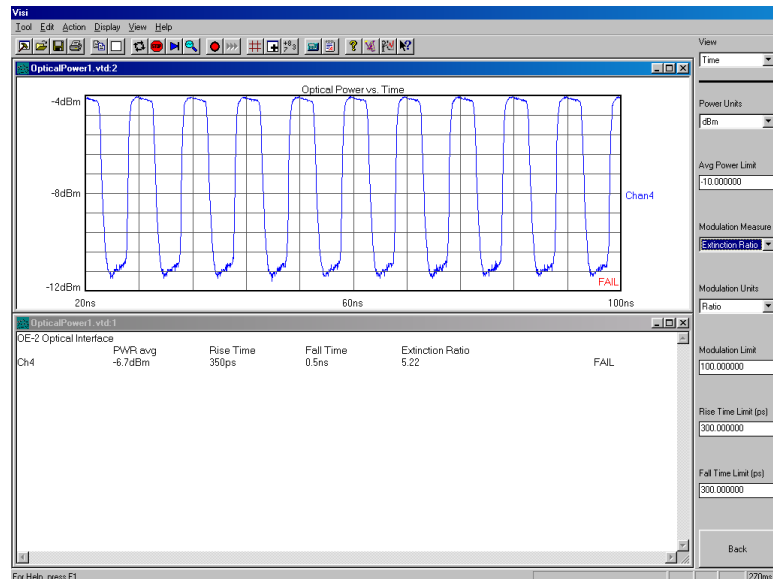 Visi
Tool Edit Action Display View Help
OpticalPower1.vtd:2
Optical Power vs. Time
-4dBm
-8dBm
-12dBm
Chan4
FAIL
20ns 60ns 100ns
OpticalPower1.vtd:1
OE-2 Optical Interface
PWR avg Rise Time Fall Time Extinction Ratio
Ch4 -6.7dBm 350ps 0.5ns 5.22 FAIL
View
Time
Power Units
dBm
Avg Power Limit
-10.000000
Modulation Measure
Extinction Ratio
Modulation Units
Ratio
Modulation Limit
100.000000
Rise Time Limit (ps)
300.000000
Fall Time Limit (ps)
300.000000
Back
For Help, press F1
270ms